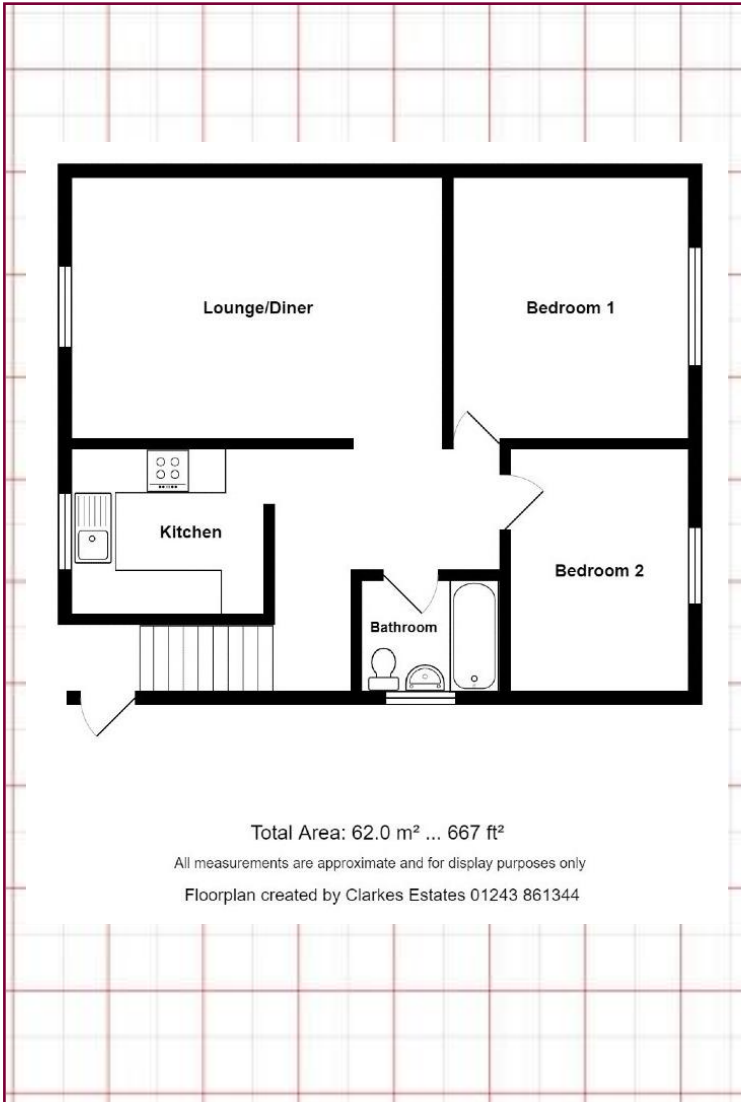 Lounge/Diner
Bedroom 1
Kitchen
Bedroom 2
Bathroom
Total Area: 62.0 m² ... 667 ft²
All measurements are approximate and for display purposes only
Floorplan created by Clarkes Estates 01243 861344